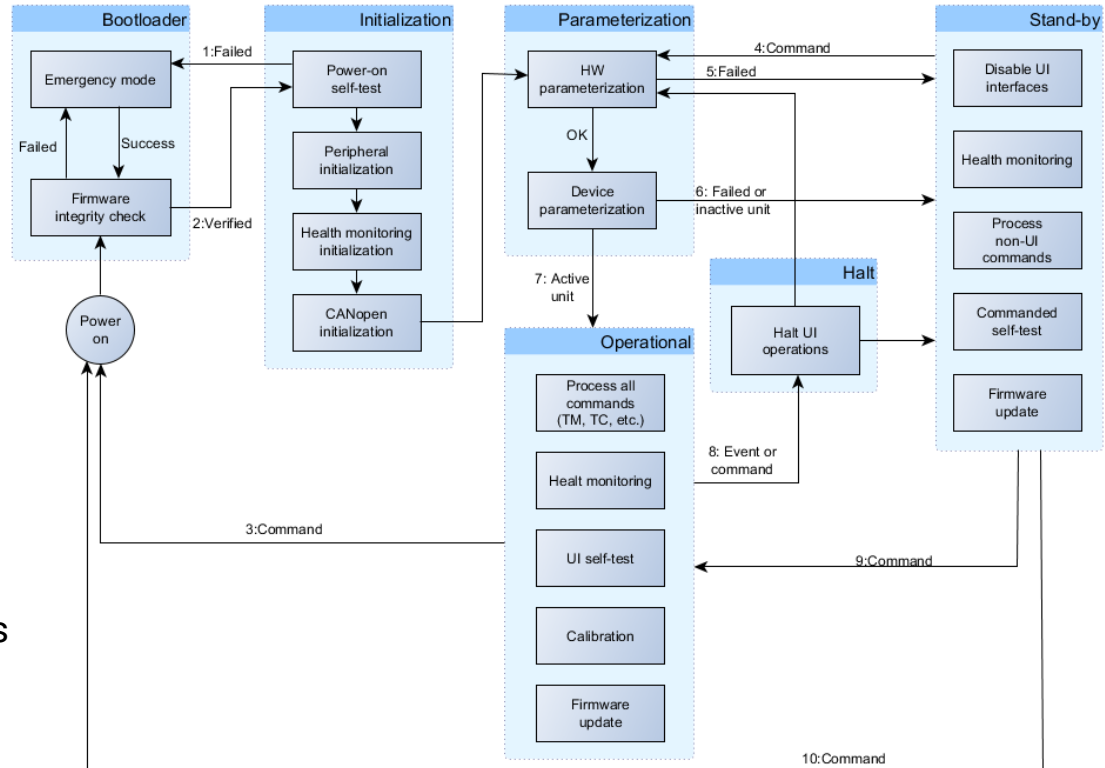 Bootloader
Emergency mode
Failed
Success
Firmware
integrity check
Power
on
1:Failed
2:Verified
Initialization
Power-on
self-test
Peripheral
initialization
Health monitoring
initialization
CANopen
initialization
Parameterization
HW
parameterization
OK
Device
parameterization
4:Command
5:Failed
6: Failed or
inactive unit
7: Active
unit
Stand-by
Disable UI
interfaces
Health monitoring
Process
non-UI
commands
Commanded
self-test
Firmware
update
Halt
Halt UI
operations
8: Event or
command
Operational
Process all
commands
(TM, TC, etc.)
Healt monitoring
UI self-test
Calibration
Firmware
update
3:Command
9:Command
10:Command
s